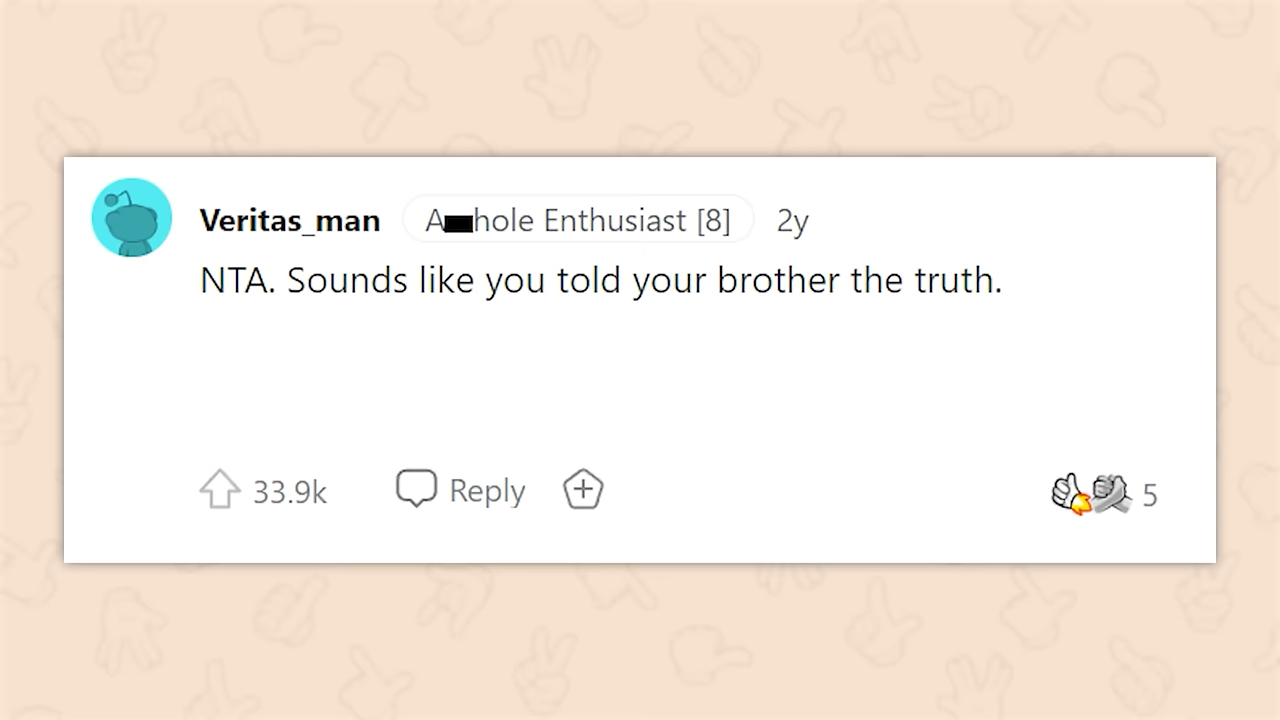 Veritas_man A■hole Enthusiast [8] 2y
NTA. Sounds like you told your brother the truth.
33.9k Reply 5